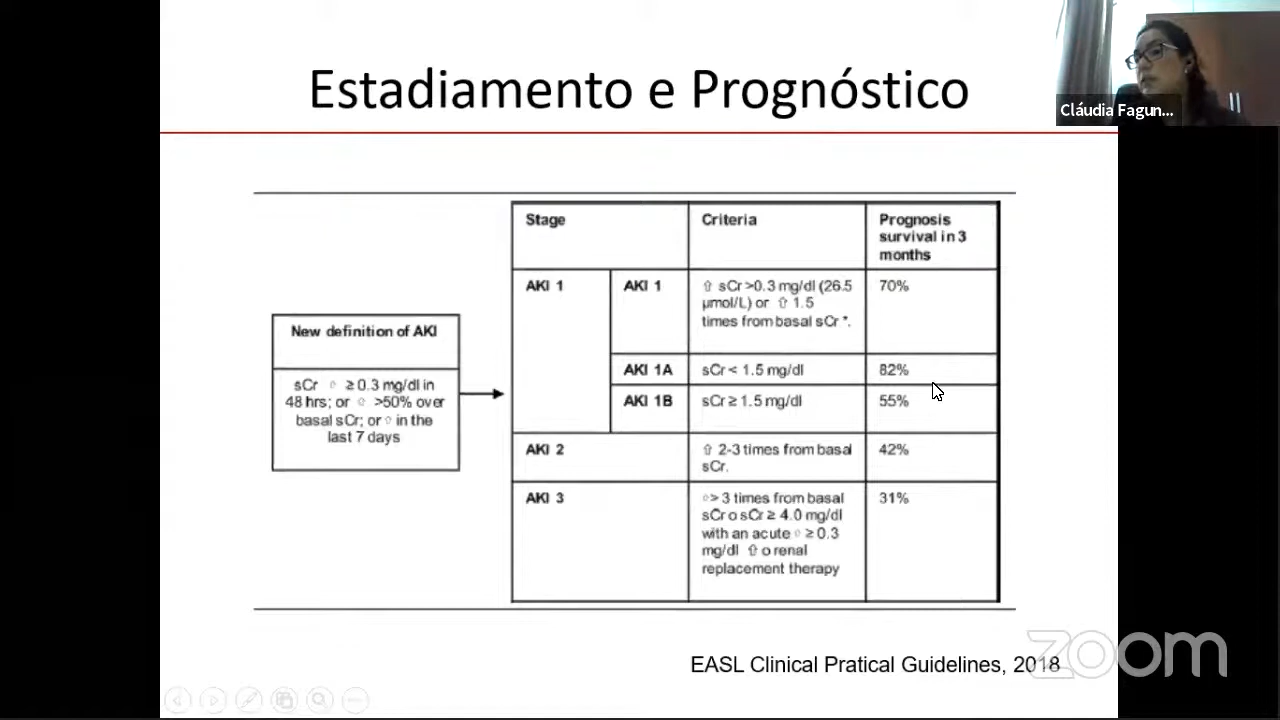 Estadiamento e Prognóstico
Cláudia Fagun...
New definition of AKI
sCr ⇧ ≥0.3 mg/dl in
48 hrs; or ⇧ >50% over
basal sCr; or ⇧ in the
last 7 days
Stage
Criteria
Prognosis
survival in 3
months
AKI 1
AKI 1
⇧ sCr >0.3 mg/dl (26.5
µmol/L) or ⇧ 1.5
times from basal sCr *.
70%
AKI 1A
sCr < 1.5 mg/dl
82%
AKI 1B
sCr ≥ 1.5 mg/dl
55%
AKI 2
⇧ 2-3 times from basal
sCr.
42%
AKI 3
⇧> 3 times from basal
sCr o sCr ≥ 4.0 mg/dl
with an acute ⇧ ≥ 0.3
mg/dl ⇧ o renal
replacement therapy
31%
EASL Clinical Pratical Guidelines, 2018
zoom